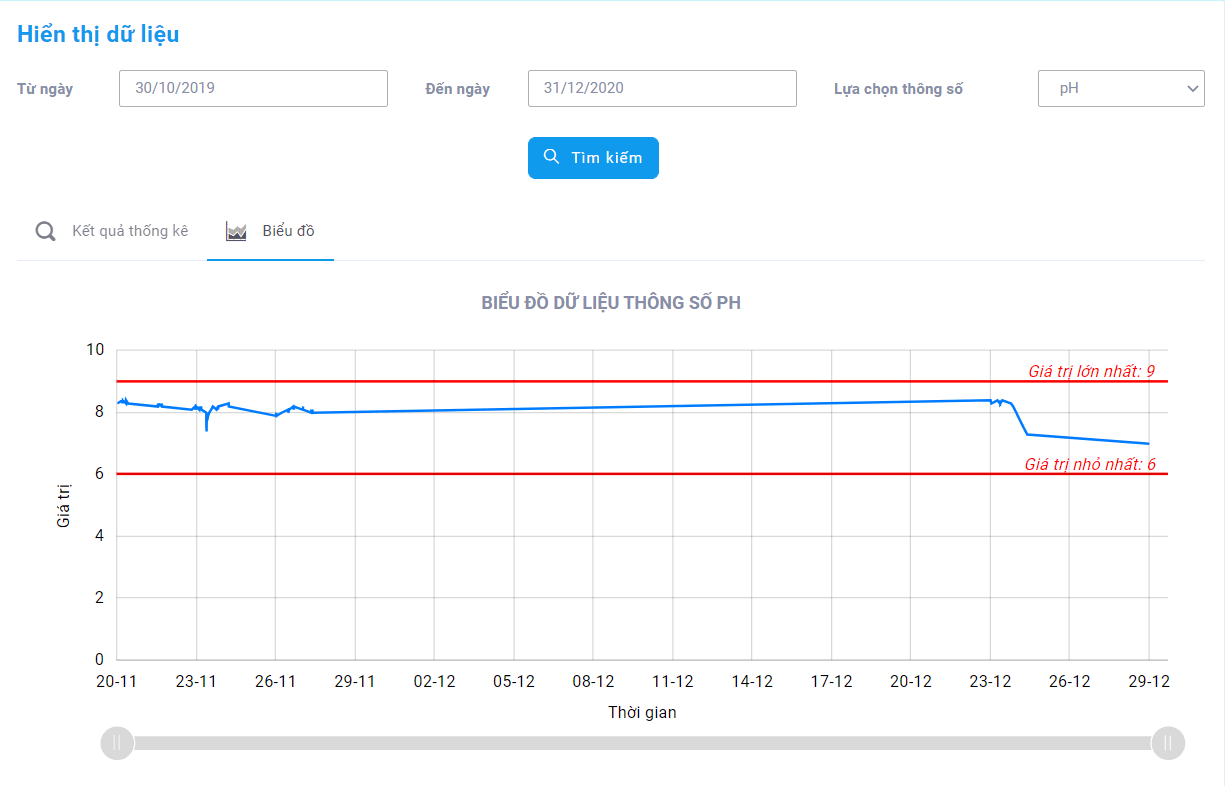 Hiển thị dữ liệu
Từ ngày 30/10/2019 Đến ngày 31/12/2020 Lựa chọn thông số pH
Tìm kiếm
Kết quả thống kê Biểu đồ
BIỂU ĐỒ DỮ LIỆU THÔNG SỐ PH
10
Giá trị lớn nhất: 9
8
Giá trị nhỏ nhất: 6
6
Giá trị
4
2
0
20-11 23-11 26-11 29-11 02-12 05-12 08-12 11-12 14-12 17-12 20-12 23-12 26-12 29-12
Thời gian